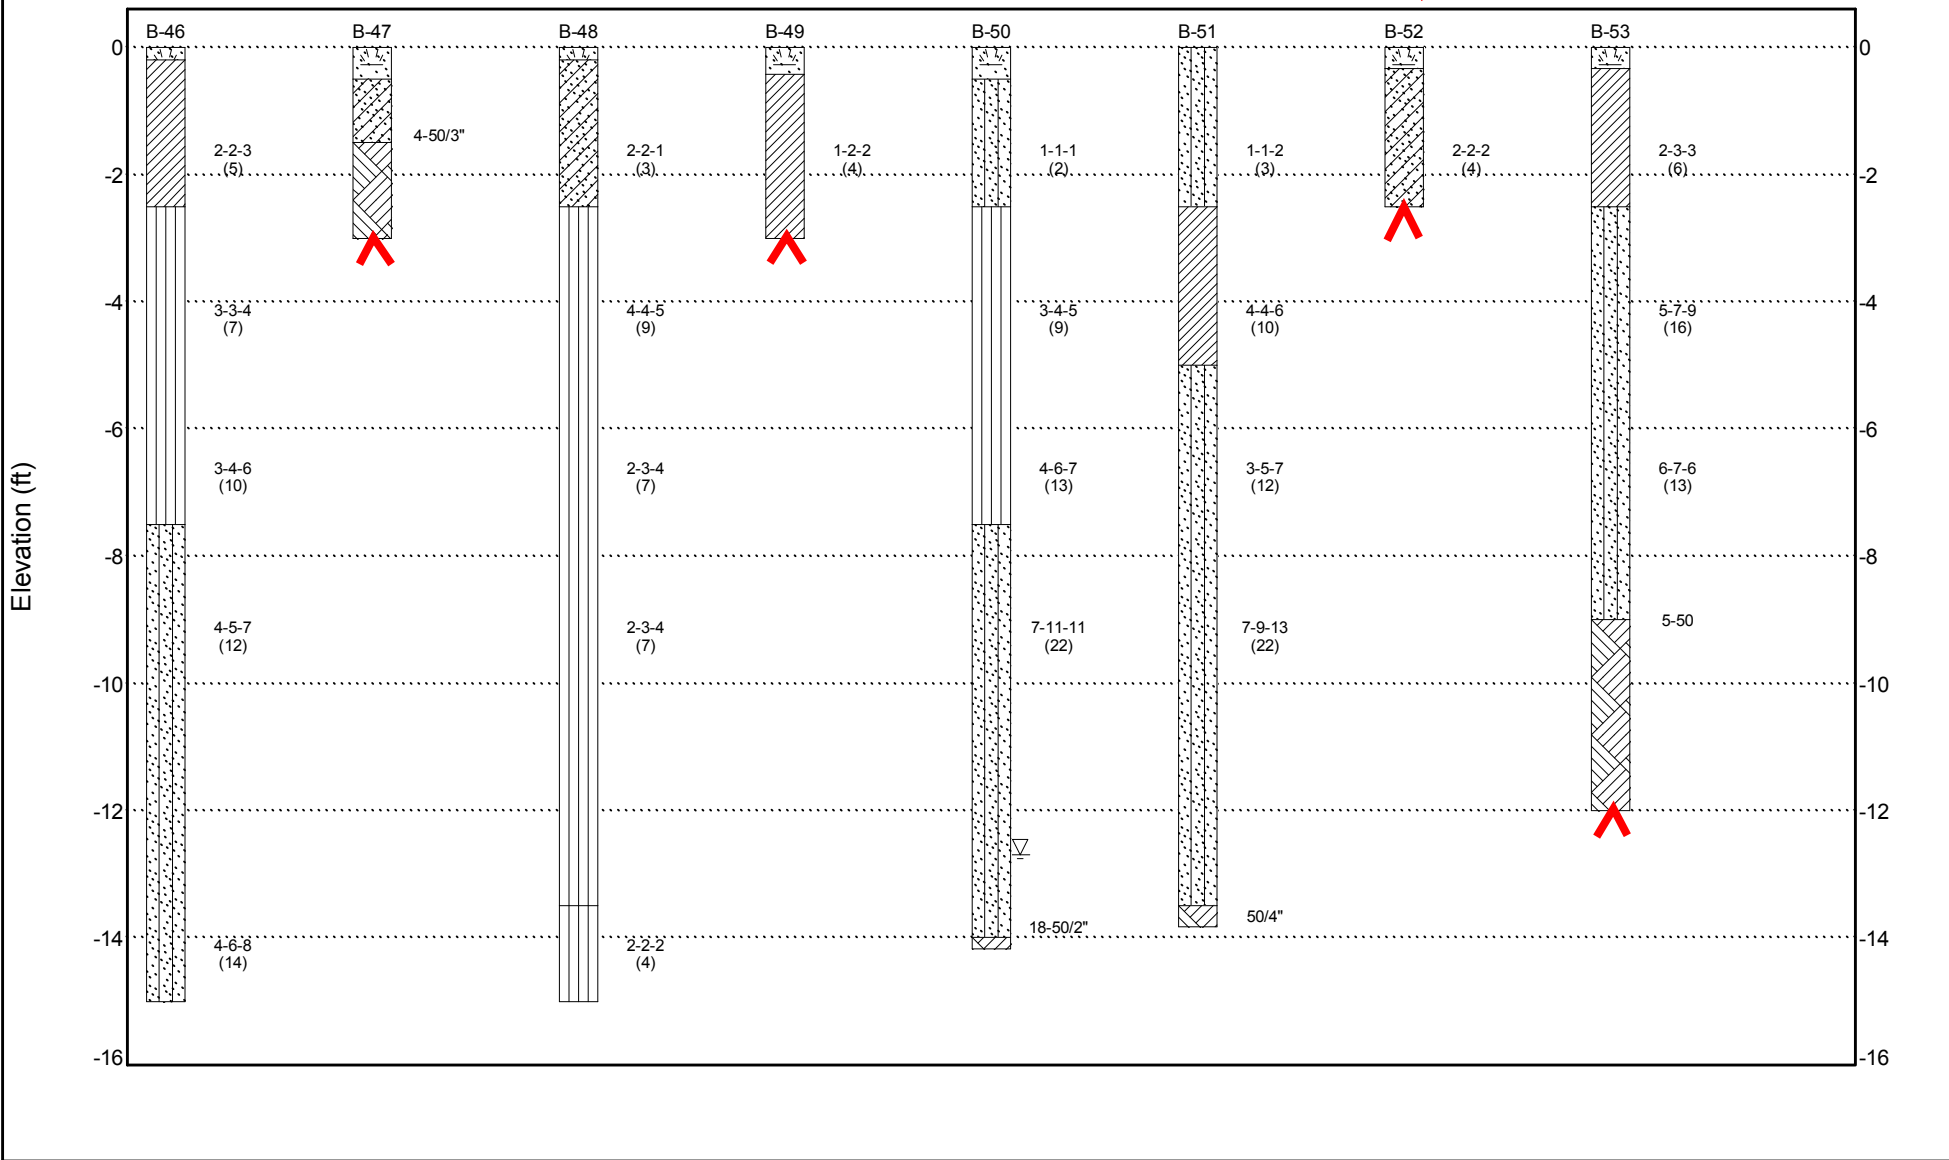 B-46 B-47 B-48 B-49 B-50 B-51 B-52 B-53
0 0
4-50/3"
2-2-3 2-2-1 1-2-2 1-1-1 1-1-2 2-2-2 2-3-3
(5) (3) (4) (2) (3) (4) (6)
-2 -2
-4 -4
3-3-4 4-4-5 3-4-5 4-4-6 5-7-9
(7) (9) (9) (10) (16)
-6 -6
3-4-6 2-3-4 4-6-7 3-5-7 6-7-6
(10) (7) (13) (12) (13)
Elevation (ft)
-8 -8
5-50
4-5-7 2-3-4 7-11-11 7-9-13
(12) (7) (22) (22)
-10 -10
-12 -12
50/4"
18-50/2"
-14 -14
4-6-8 2-2-2
(14) (4)
-16 -16